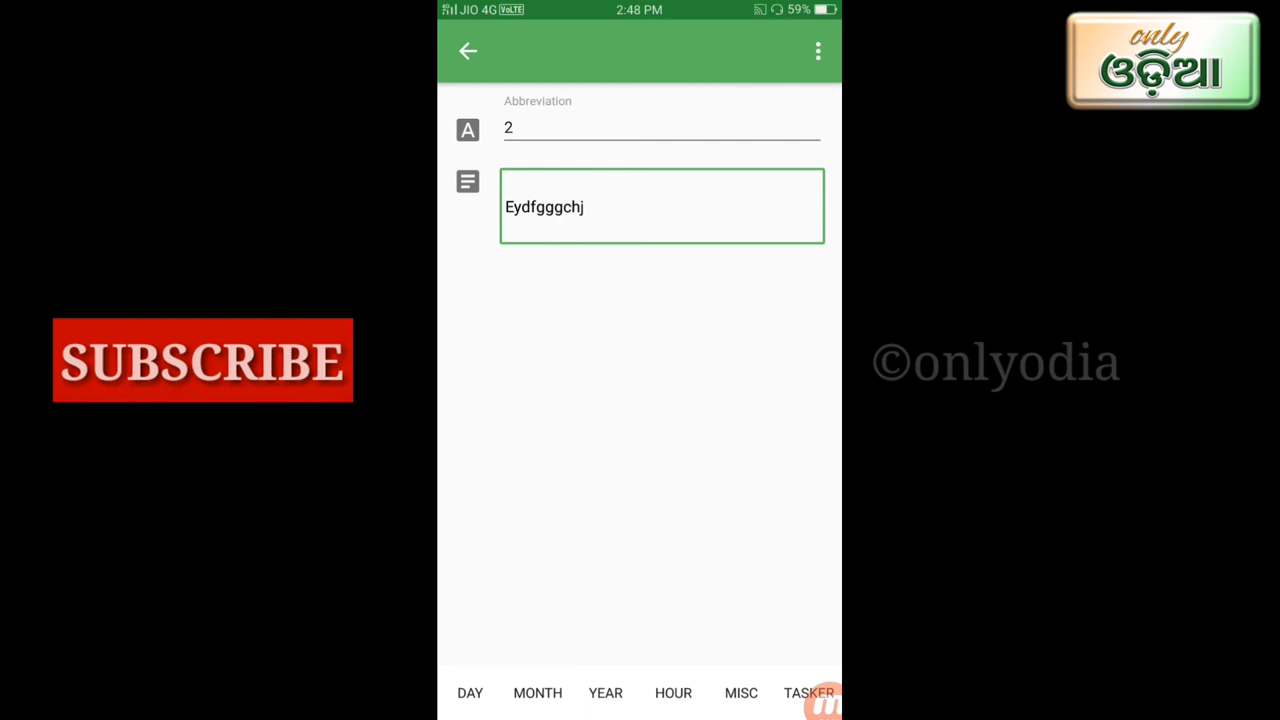 JIO 4G VoLTE
2:48 PM
59%
only
ଓଡ଼ିଆ
Abbreviation
A
2
Eydfgggchj
SUBSCRIBE
©onlyodia
DAY MONTH YEAR HOUR MISC TASKER